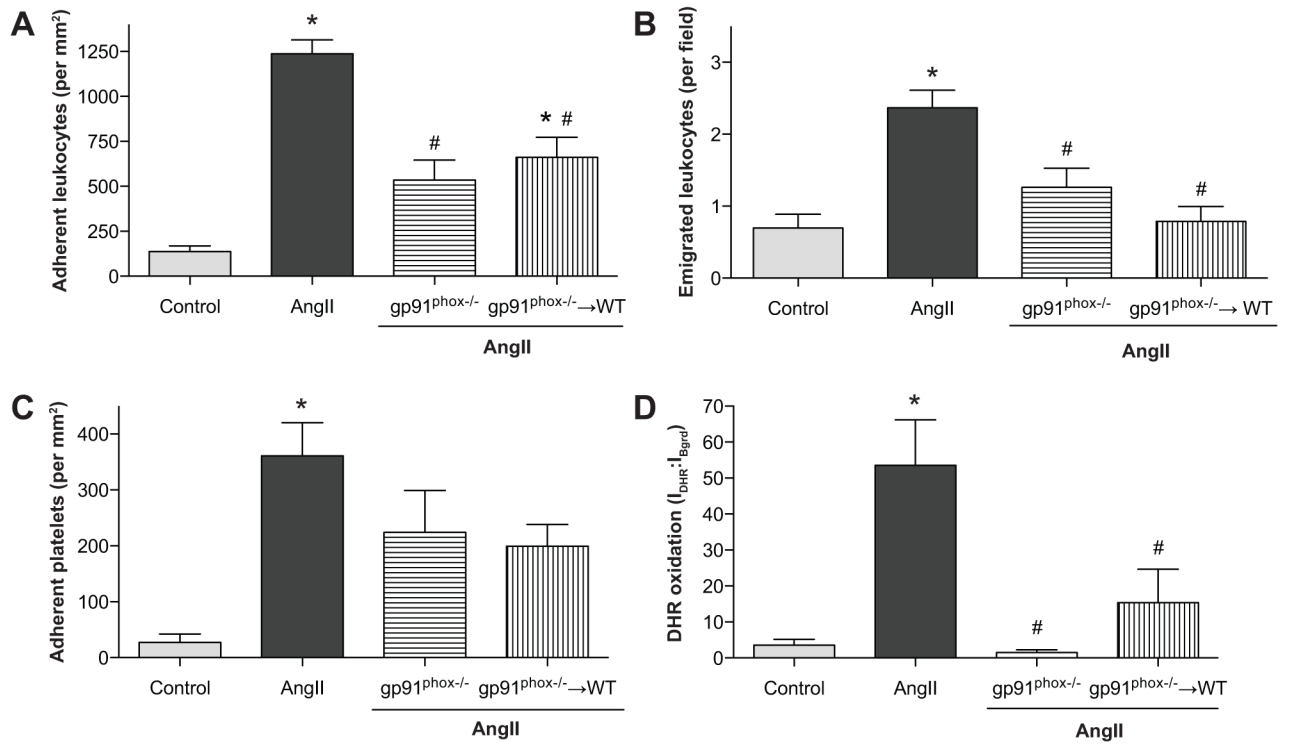 A
Adherent leukocytes (per mm²)
1250
1000
750
500
250
0
*
#
* #
Control AngII gp91phox-/- gp91phox-/-→WT
AngII
B
Emigrated leukocytes (per field)
3
2
1
0
*
#
#
Control AngII gp91phox-/- gp91phox-/-→ WT
AngII
C
Adherent platelets (per mm²)
400
300
200
100
0
*
Control AngII gp91phox-/- gp91phox-/-→WT
AngII
D
DHR oxidation (IDHR:IBgrd)
70
60
50
40
30
20
10
0
*
#
#
Control AngII gp91phox-/- gp91phox-/-→WT
AngII